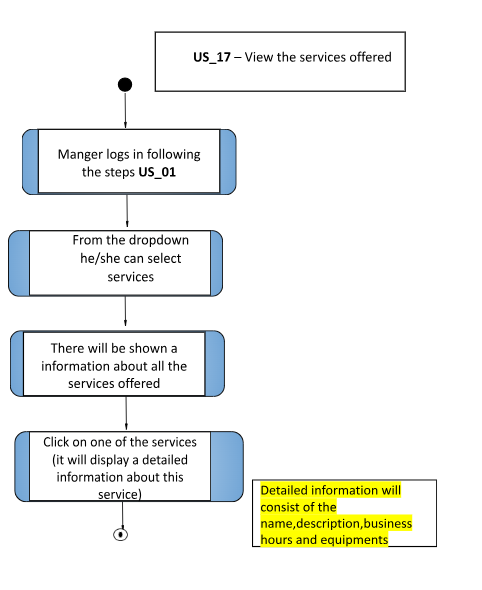 US_17 – View the services offered
Manger logs in following
the steps US_01
From the dropdown
he/she can select
services
There will be shown a
information about all the
services offered
Click on one of the services
(it will display a detailed
information about this
service)
Detailed information will
consist of the
name,description,business
hours and equipments